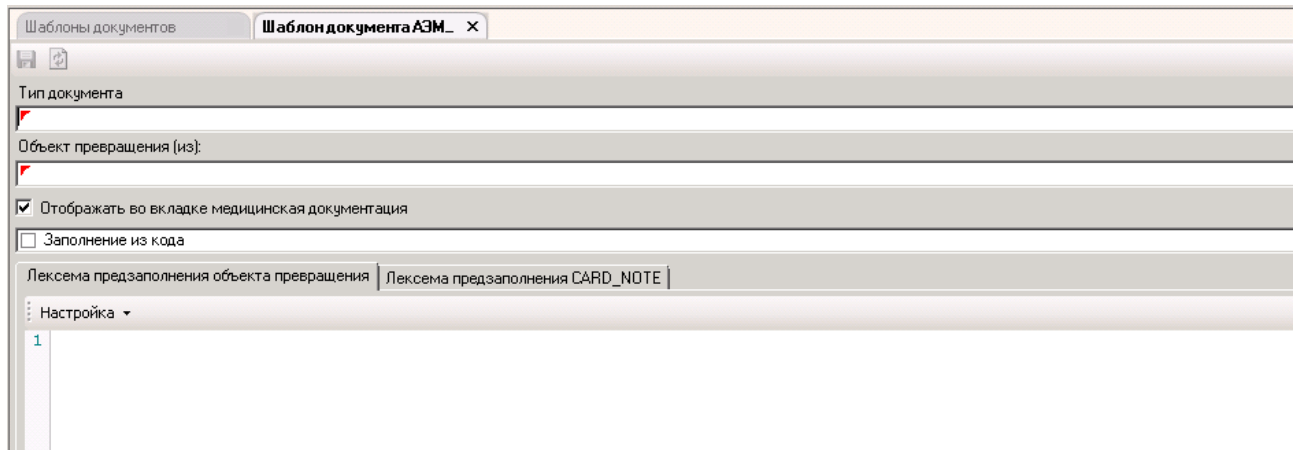 Шаблоны документов Шаблон документа АЭМ_ ×
Тип документа
Объект превращения (из):
Отображать во вкладке медицинская документация
Заполнение из кода
Лексема предзаполнения объекта превращения Лексема предзаполнения CARD_NOTE
Настройка
1